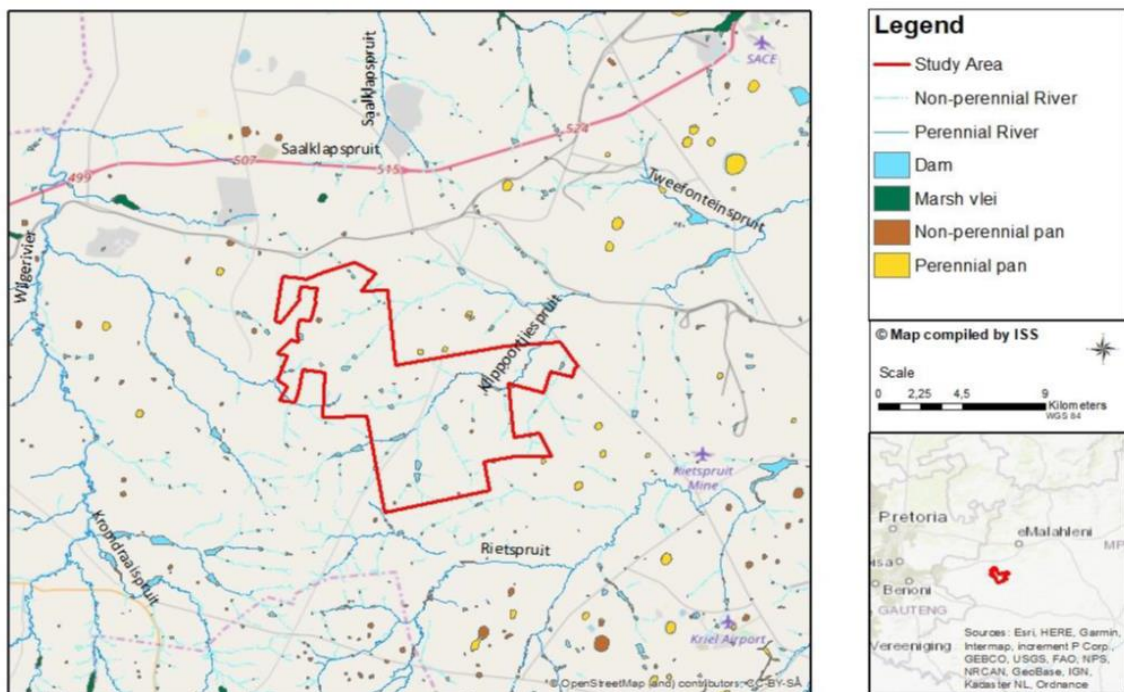 Saalklapspruit
SACE
524
Saalklapspruit
507
515
499
Tweefonteinspruit
Wilgerivier
Klippoortjiespruit
Rietspruit
Mine
Kromdraaispruit
Rietspruit
Kriel Airport
© OpenStreetMap (and) contributors, CC-BY-SA
Legend
Study Area
Non-perennial River
Perennial River
Dam
Marsh vlei
Non-perennial pan
Perennial pan
© Map compiled by ISS
Scale
0 2,25 4,5 9
Kilometers
WGS 84
Pretoria
eMalahleni
MP
isa
Benoni
GAUTENG
Vereeniging
Sources: Esri, HERE, Garmin,
Intermap, increment P Corp.,
GEBCO, USGS, FAO, NPS,
NRCAN, GeoBase, IGN,
Kadaster NL, Ordnance